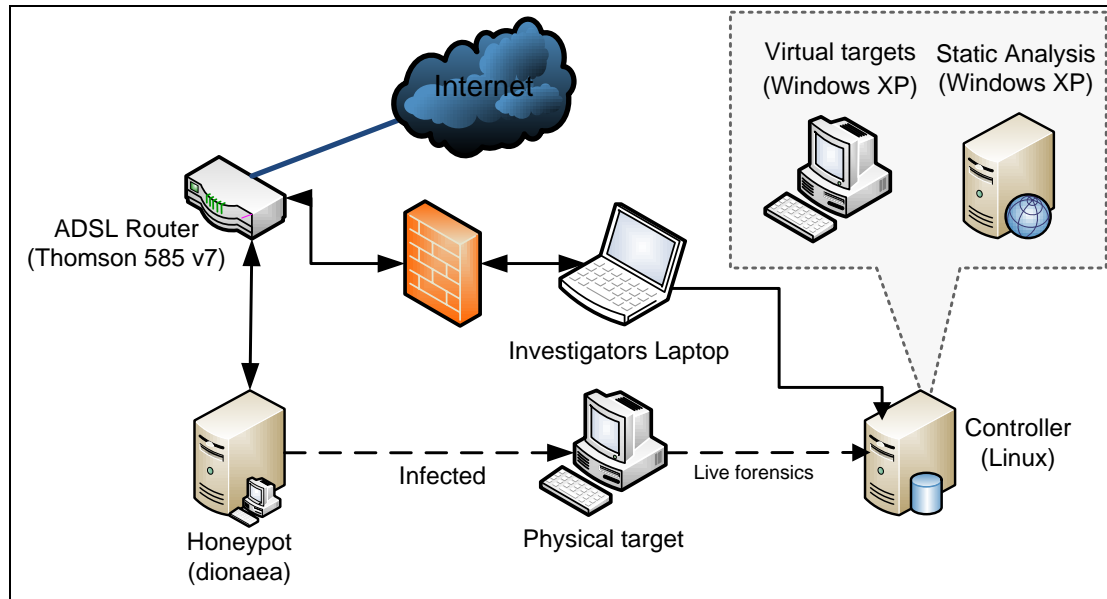 Internet
Virtual targets
(Windows XP)
Static Analysis
(Windows XP)
ADSL Router
(Thomson 585 v7)
Investigators Laptop
Controller
(Linux)
Infected
Live forensics
Honeypot
(dionaea)
Physical target